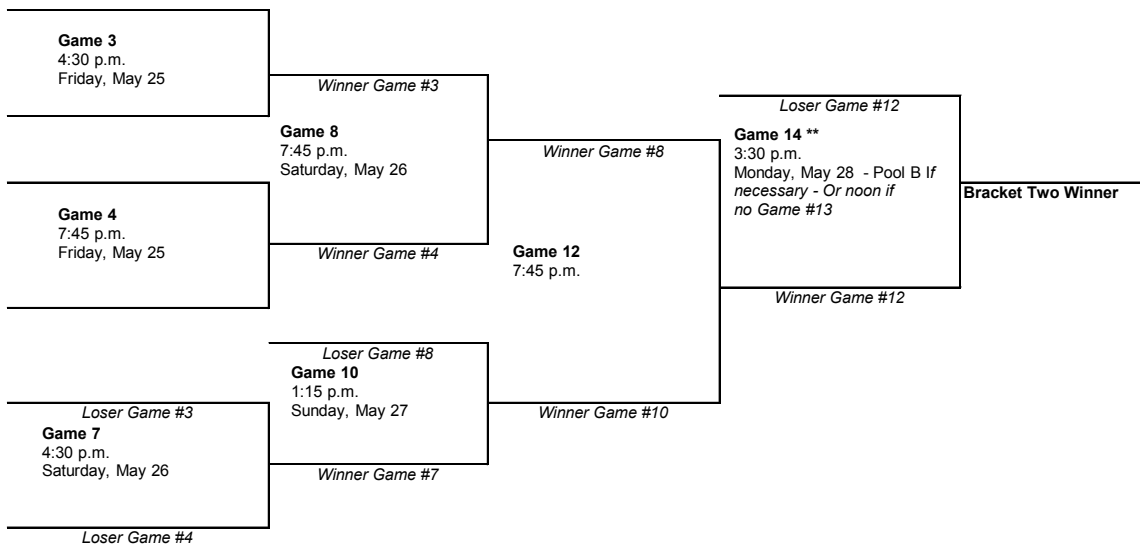 Game 3
4:30 p.m.
Friday, May 25
Winner Game #3
Loser Game #12
Game 8
7:45 p.m.
Saturday, May 26
Winner Game #8
Game 14 **
3:30 p.m.
Monday, May 28 - Pool B If
necessary - Or noon if
no Game #13
Bracket Two Winner
Game 4
7:45 p.m.
Friday, May 25
Winner Game #4
Game 12
7:45 p.m.
Winner Game #12
Loser Game #8
Game 10
1:15 p.m.
Sunday, May 27
Loser Game #3
Winner Game #10
Game 7
4:30 p.m.
Saturday, May 26
Winner Game #7
Loser Game #4